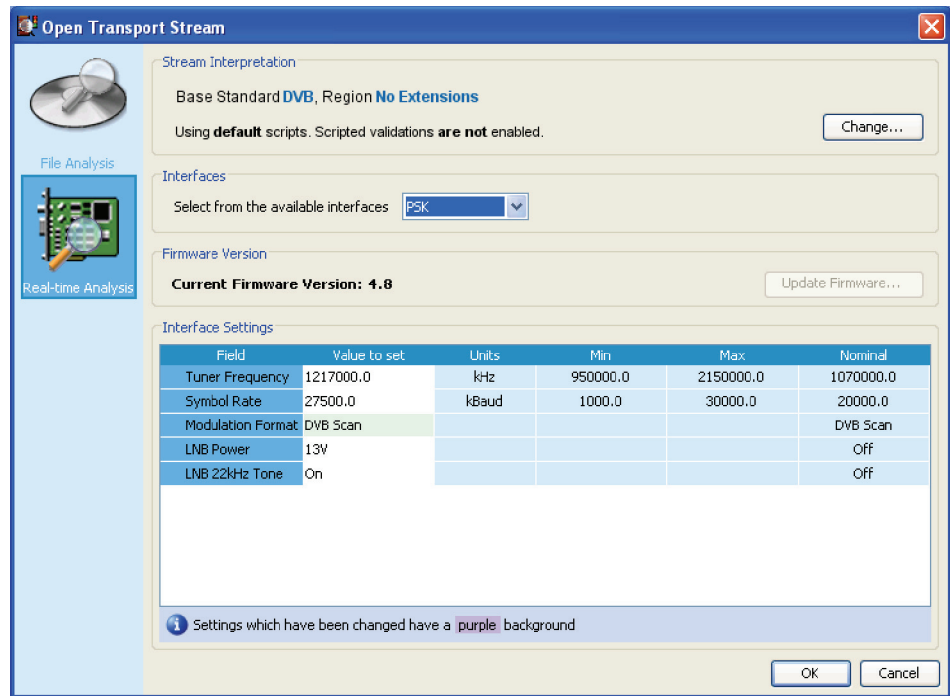 Open Transport Stream
File Analysis
Real-time Analysis
Stream Interpretation
Base Standard DVB, Region No Extensions
Using default scripts. Scripted validations are not enabled.
Change...
Interfaces
Select from the available interfaces PSK
Firmware Version
Current Firmware Version: 4.8
Update Firmware...
Interface Settings
Field Value to set Units Min Max Nominal
Tuner Frequency 1217000.0 kHz 950000.0 2150000.0 1070000.0
Symbol Rate 27500.0 kBaud 1000.0 30000.0 20000.0
Modulation Format DVB Scan DVB Scan
LNB Power 13V Off
LNB 22kHz Tone On Off
Settings which have been changed have a purple background
OK Cancel